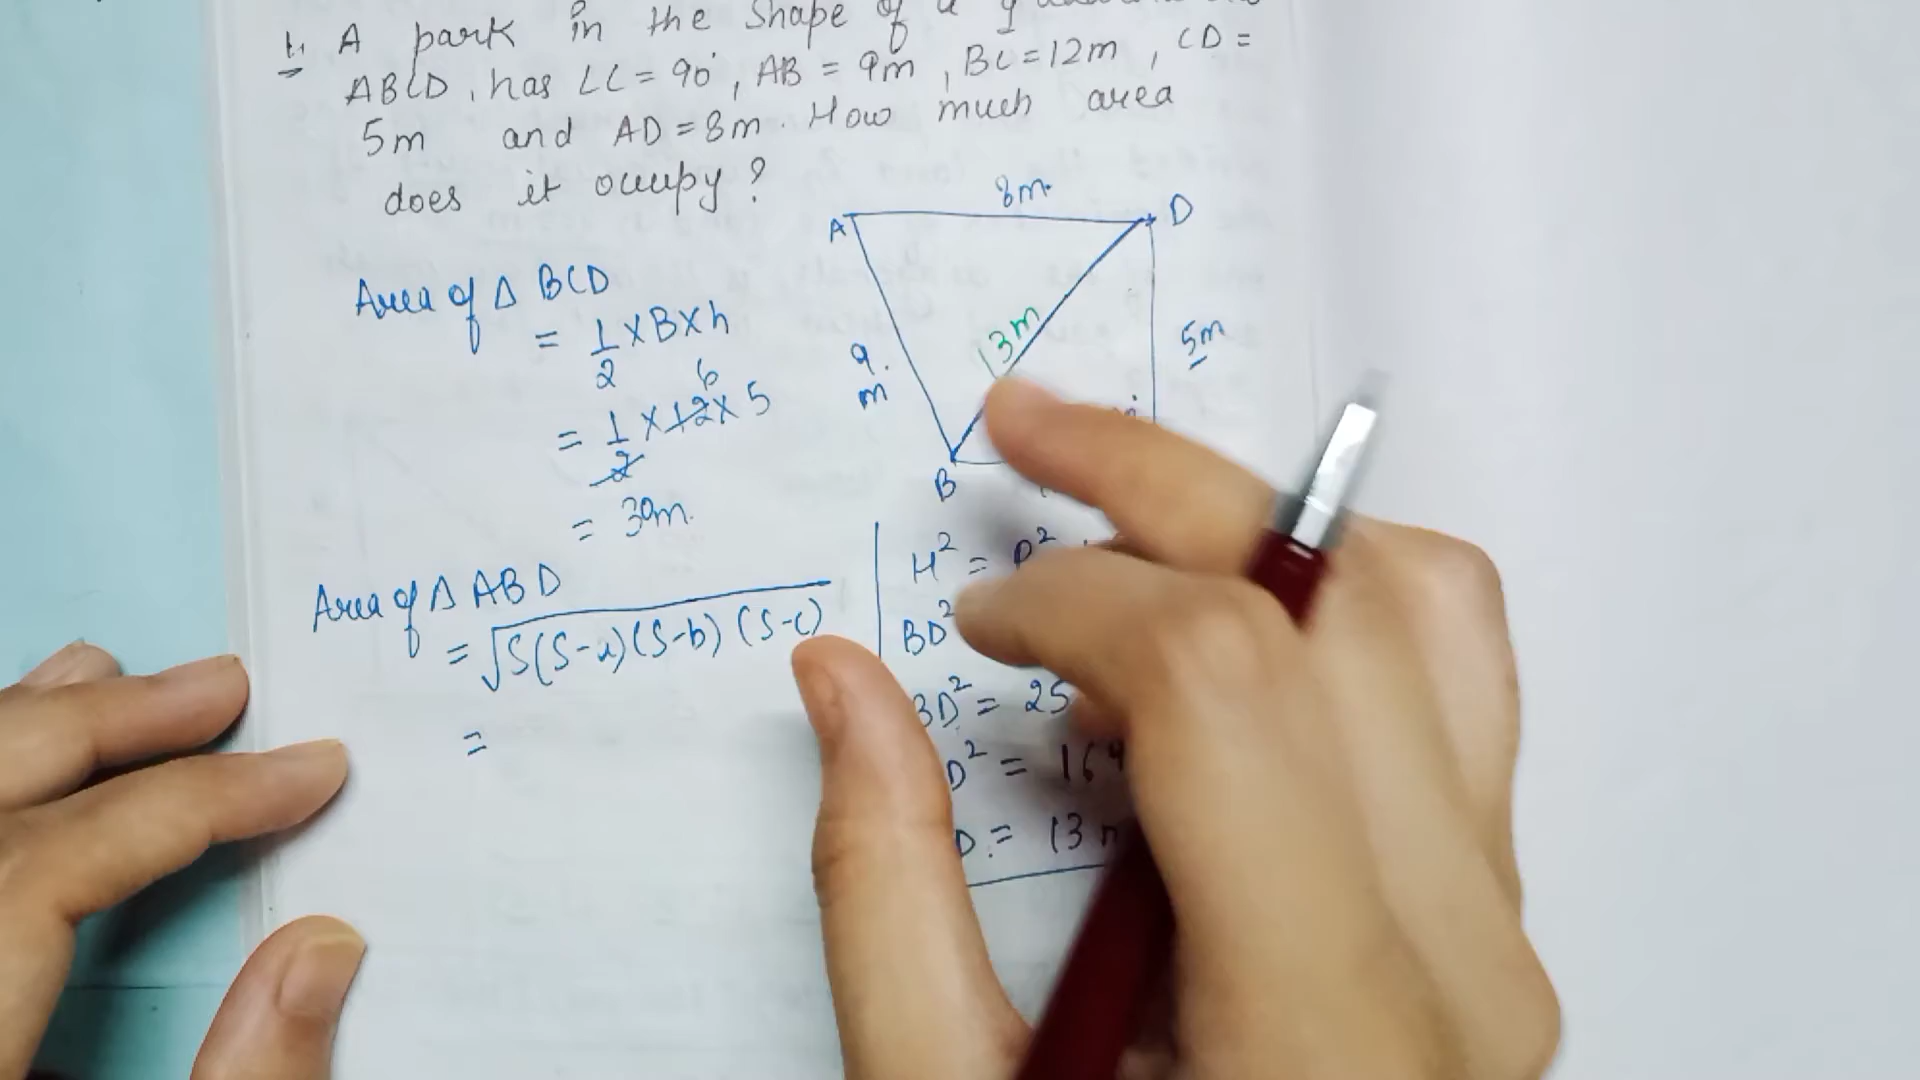 1. A park in the shape of a
ABCD, has ∠C = 90°, AB = 9m, BC = 12m, CD =
5m and AD = 8m. How much area
does it occupy?
8m.
A D
Area of Δ BCD
= 1/2 × B × h
13m
5m
9.
m
6
= 1/2 × 12 × 5
B
= 30m.
H² = P²
Area of Δ ABD
= √S(S-a)(S-b)(S-c)
BD²
BD² = 25
=
D² = 169
D = 13